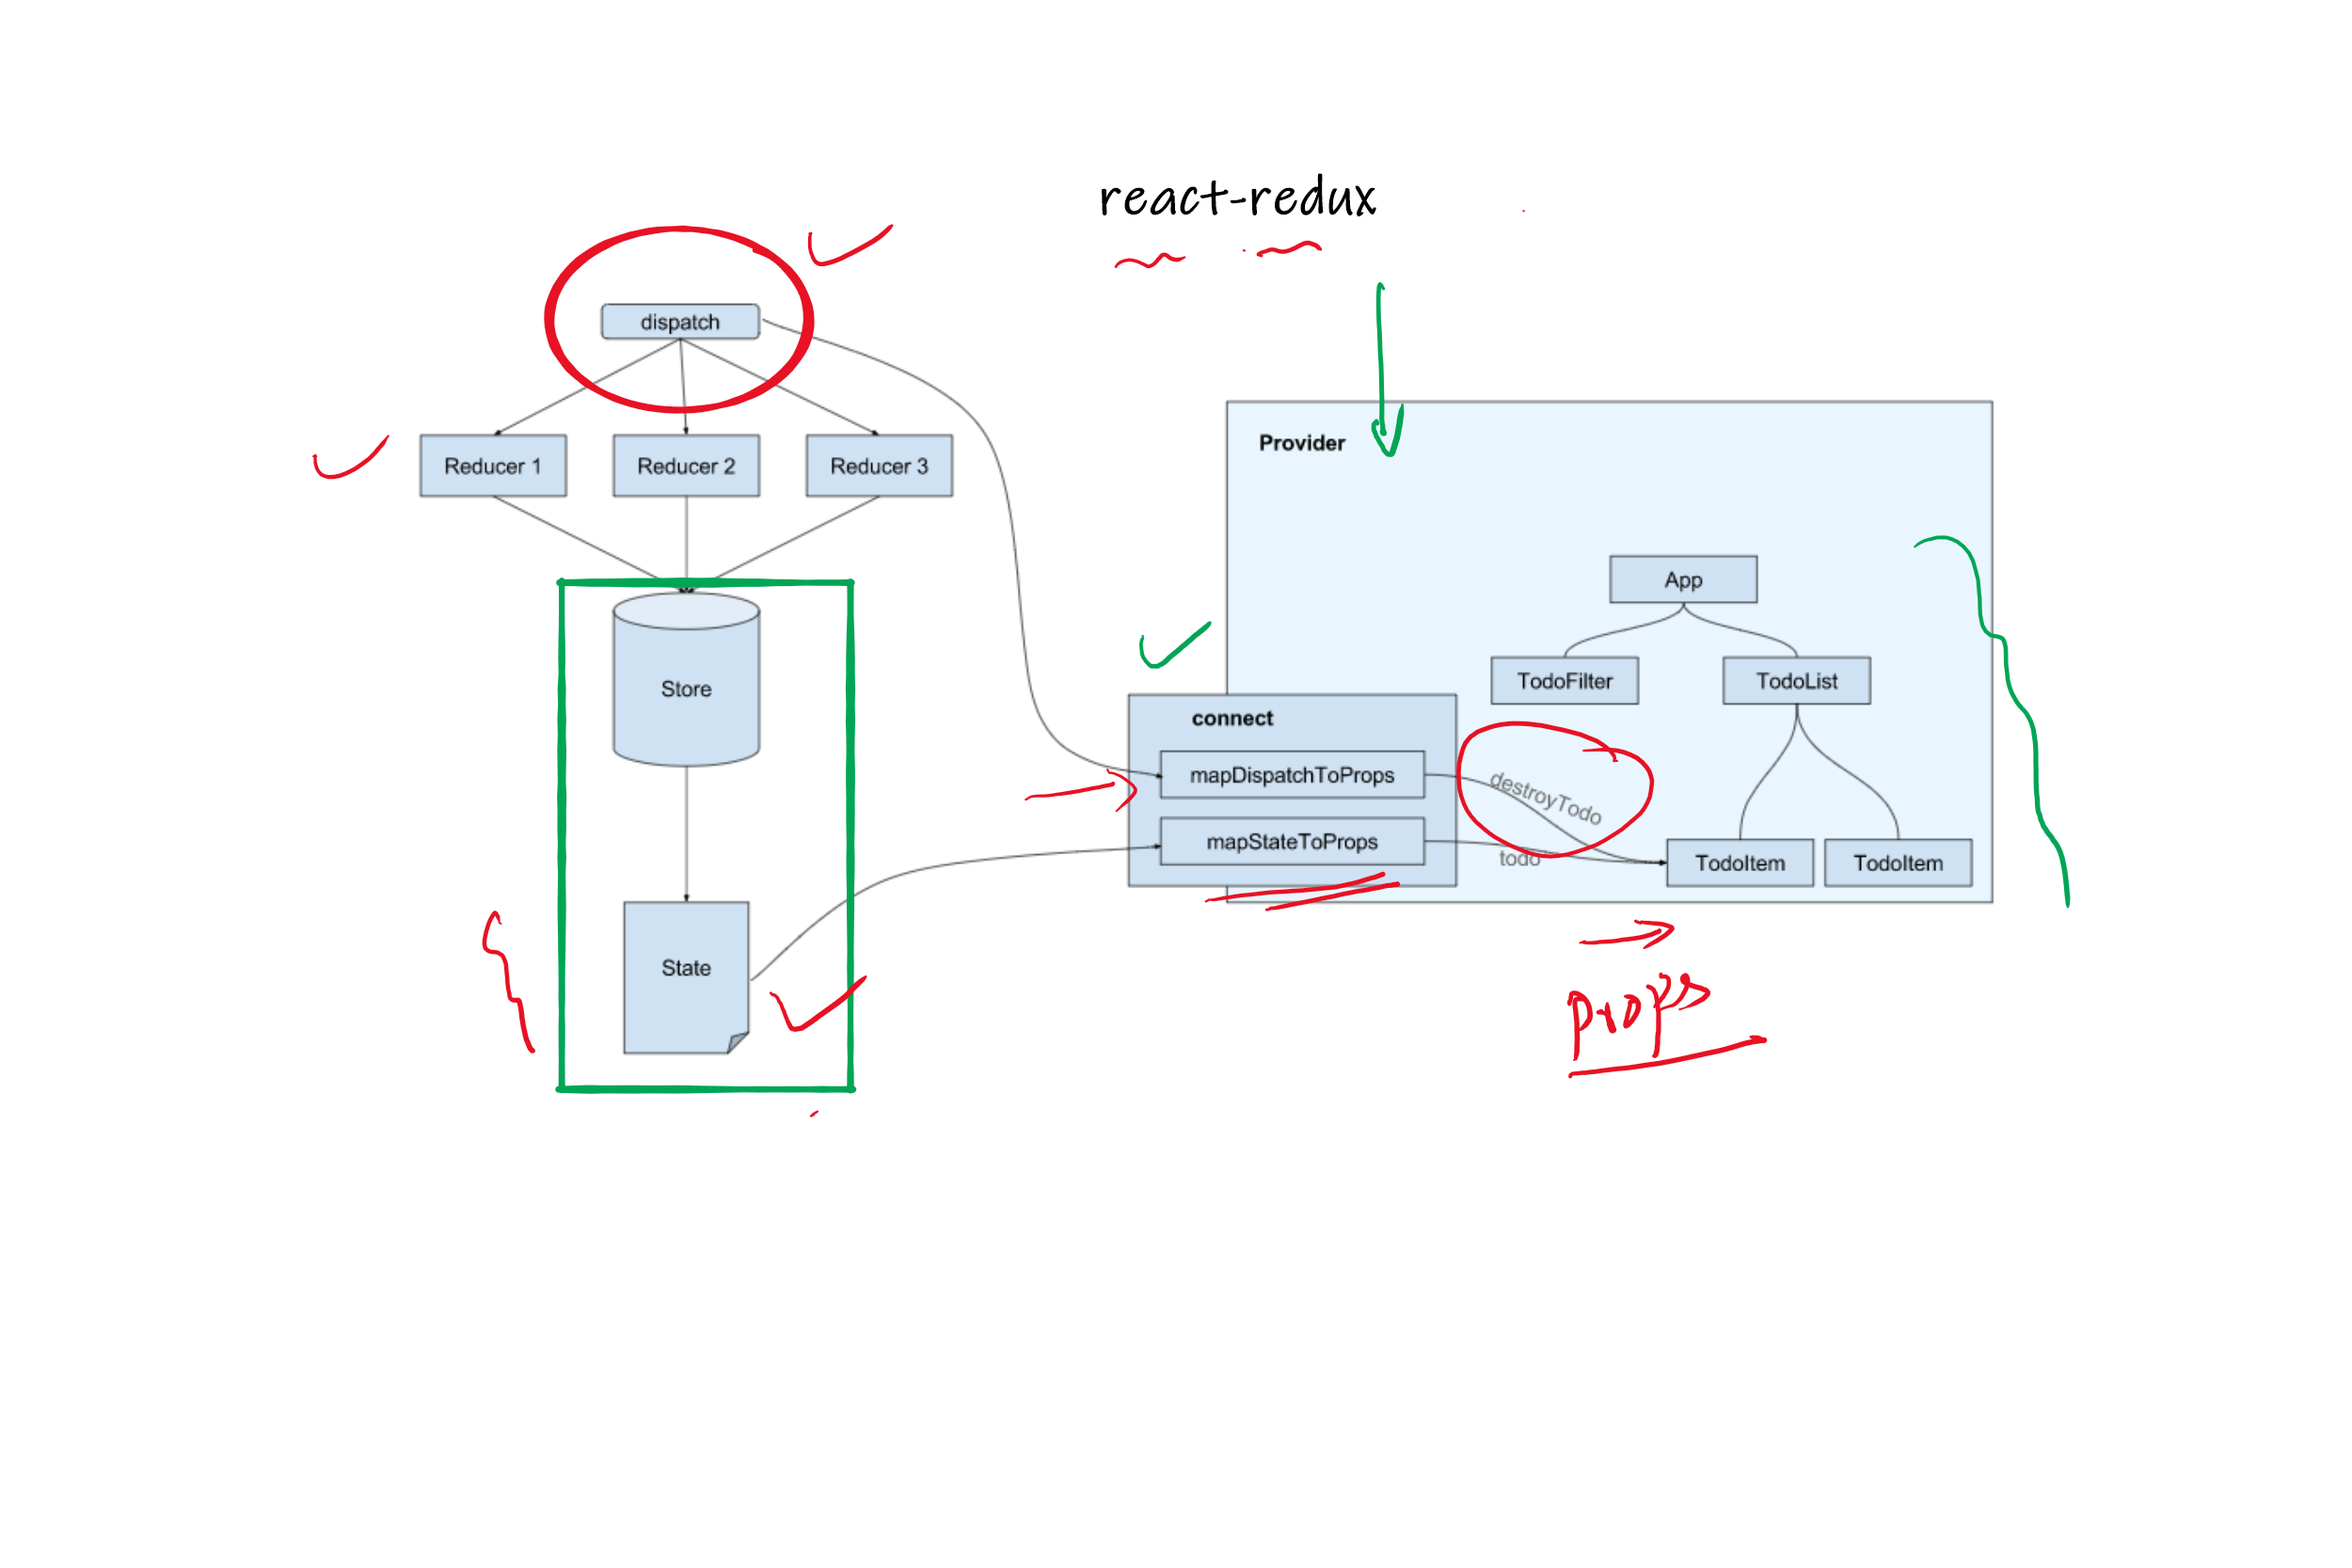 react-redux
dispatch
Reducer 1
Reducer 2
Reducer 3
Store
State
Provider
App
TodoFilter
TodoList
connect
mapDispatchToProps
mapStateToProps
destroyTodo
todo
TodoItem
TodoItem
props